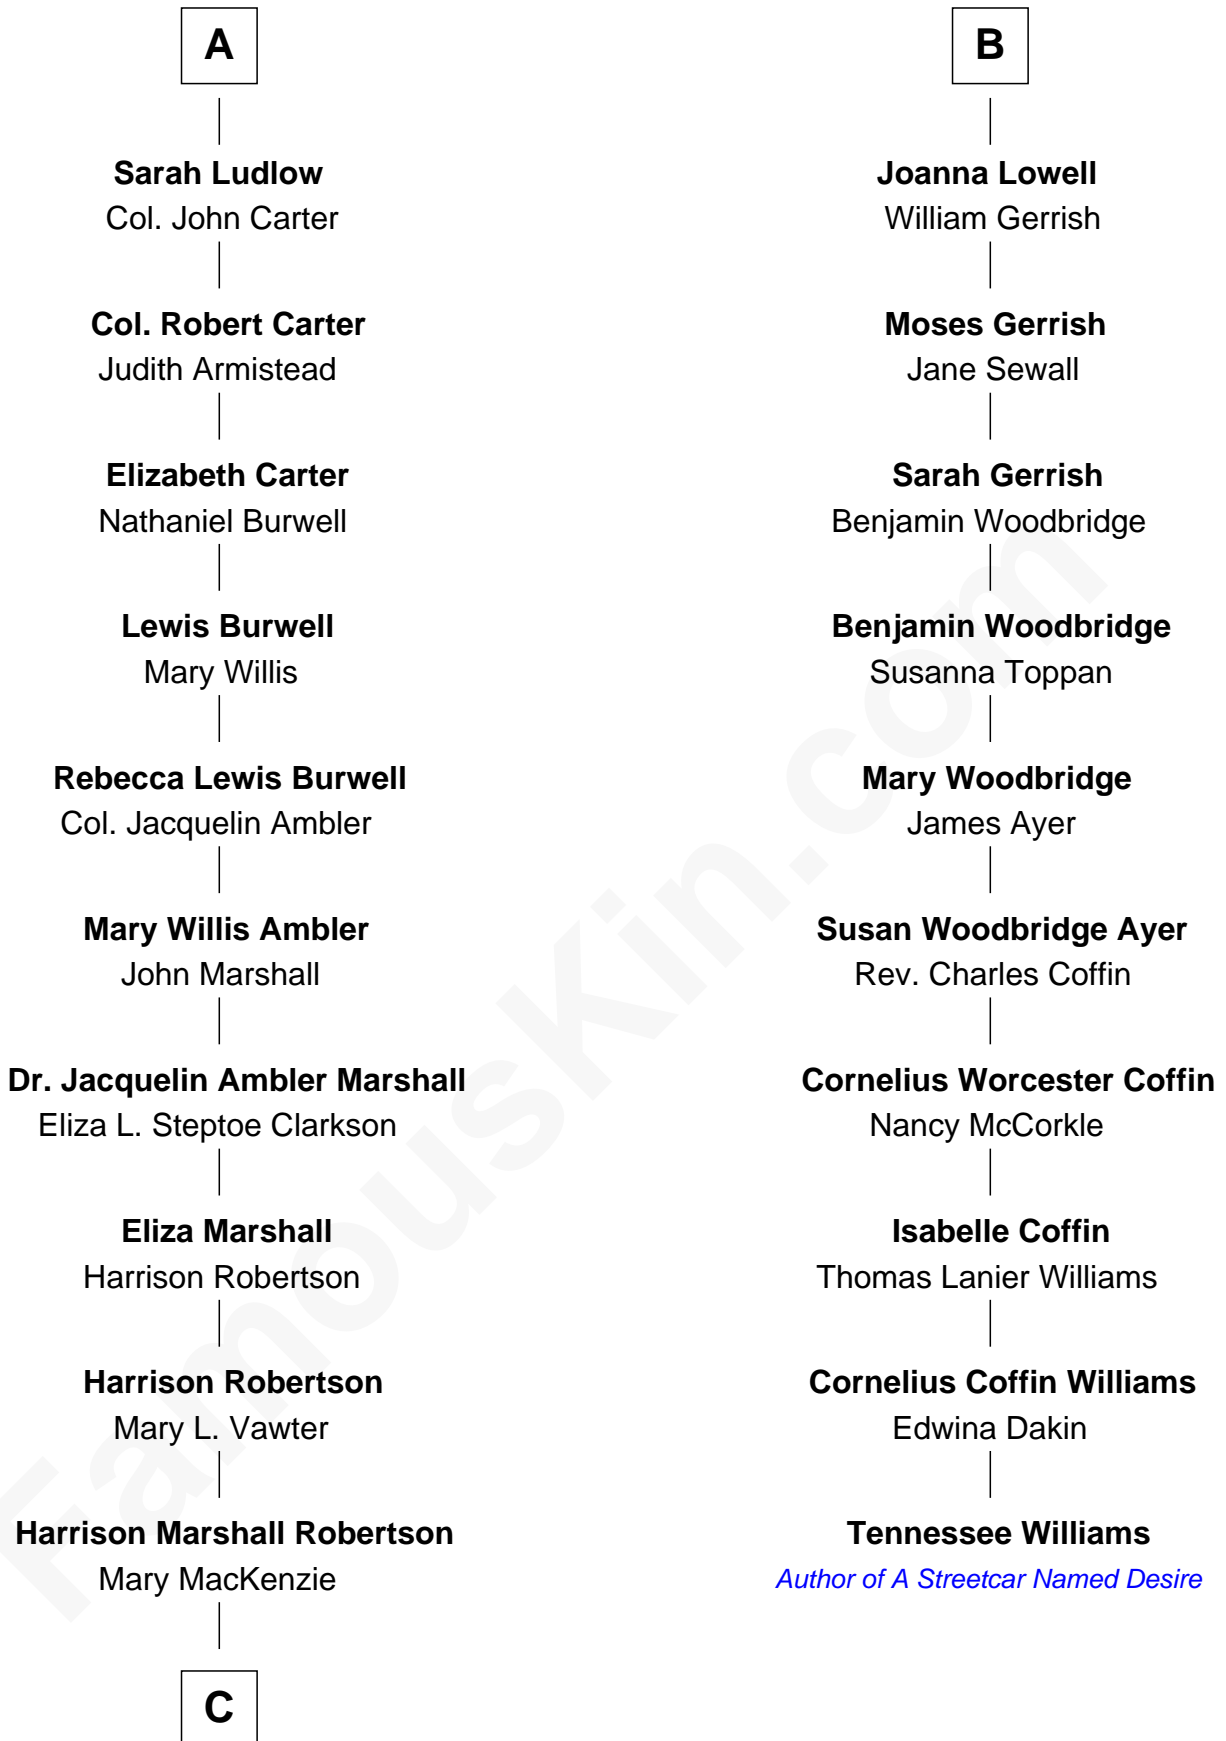 A
Sarah Ludlow
Col. John Carter
Col. Robert Carter
Judith Armistead
Elizabeth Carter
Nathaniel Burwell
Lewis Burwell
Mary Willis
Rebecca Lewis Burwell
Col. Jacquelin Ambler
Mary Willis Ambler
John Marshall
Dr. Jacquelin Ambler Marshall
Eliza L. Steptoe Clarkson
Eliza Marshall
Harrison Robertson
Harrison Robertson
Mary L. Vawter
Harrison Marshall Robertson
Mary MacKenzie
C
B
Joanna Lowell
William Gerrish
Moses Gerrish
Jane Sewall
Sarah Gerrish
Benjamin Woodbridge
Benjamin Woodbridge
Susanna Toppan
Mary Woodbridge
James Ayer
Susan Woodbridge Ayer
Rev. Charles Coffin
Cornelius Worcester Coffin
Nancy McCorkle
Isabelle Coffin
Thomas Lanier Williams
Cornelius Coffin Williams
Edwina Dakin
Tennessee Williams
Author of A Streetcar Named Desire
FamousKin.com